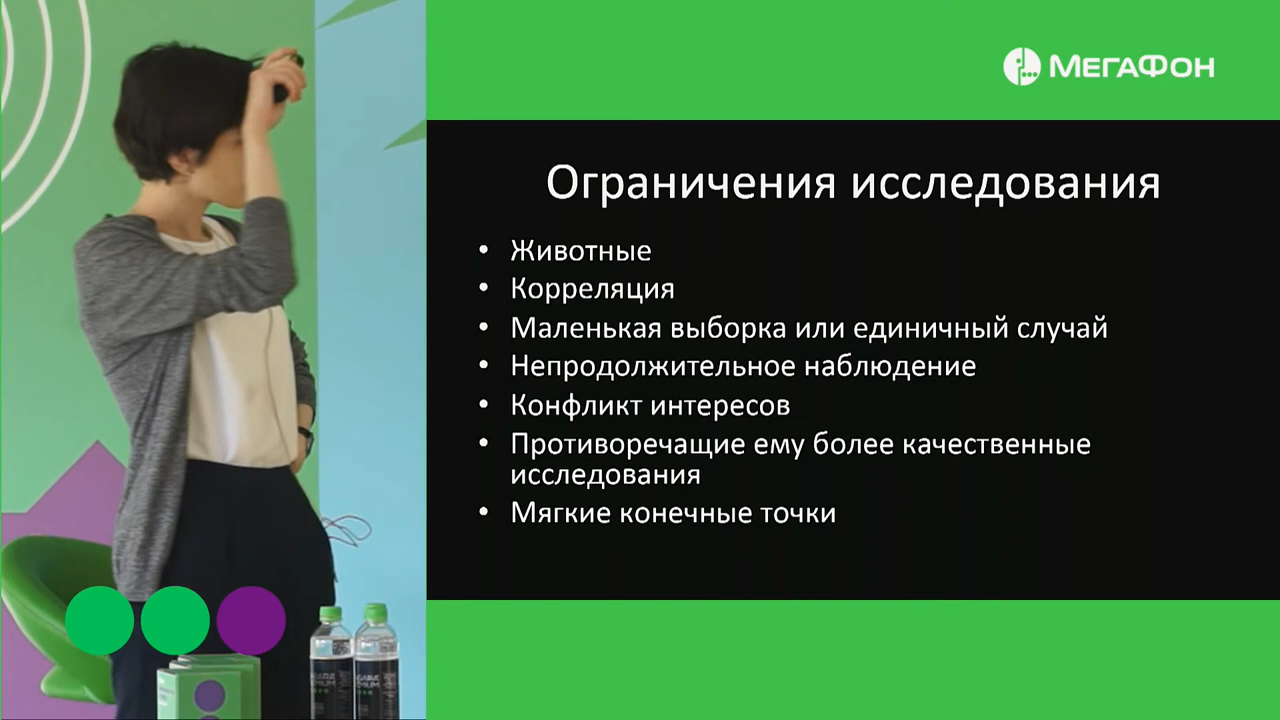 МЕГАФОН
Ограничения исследования
• Животные
• Корреляция
• Маленькая выборка или единичный случай
• Непродолжительное наблюдение
• Конфликт интересов
• Противоречащие ему более качественные
исследования
• Мягкие конечные точки